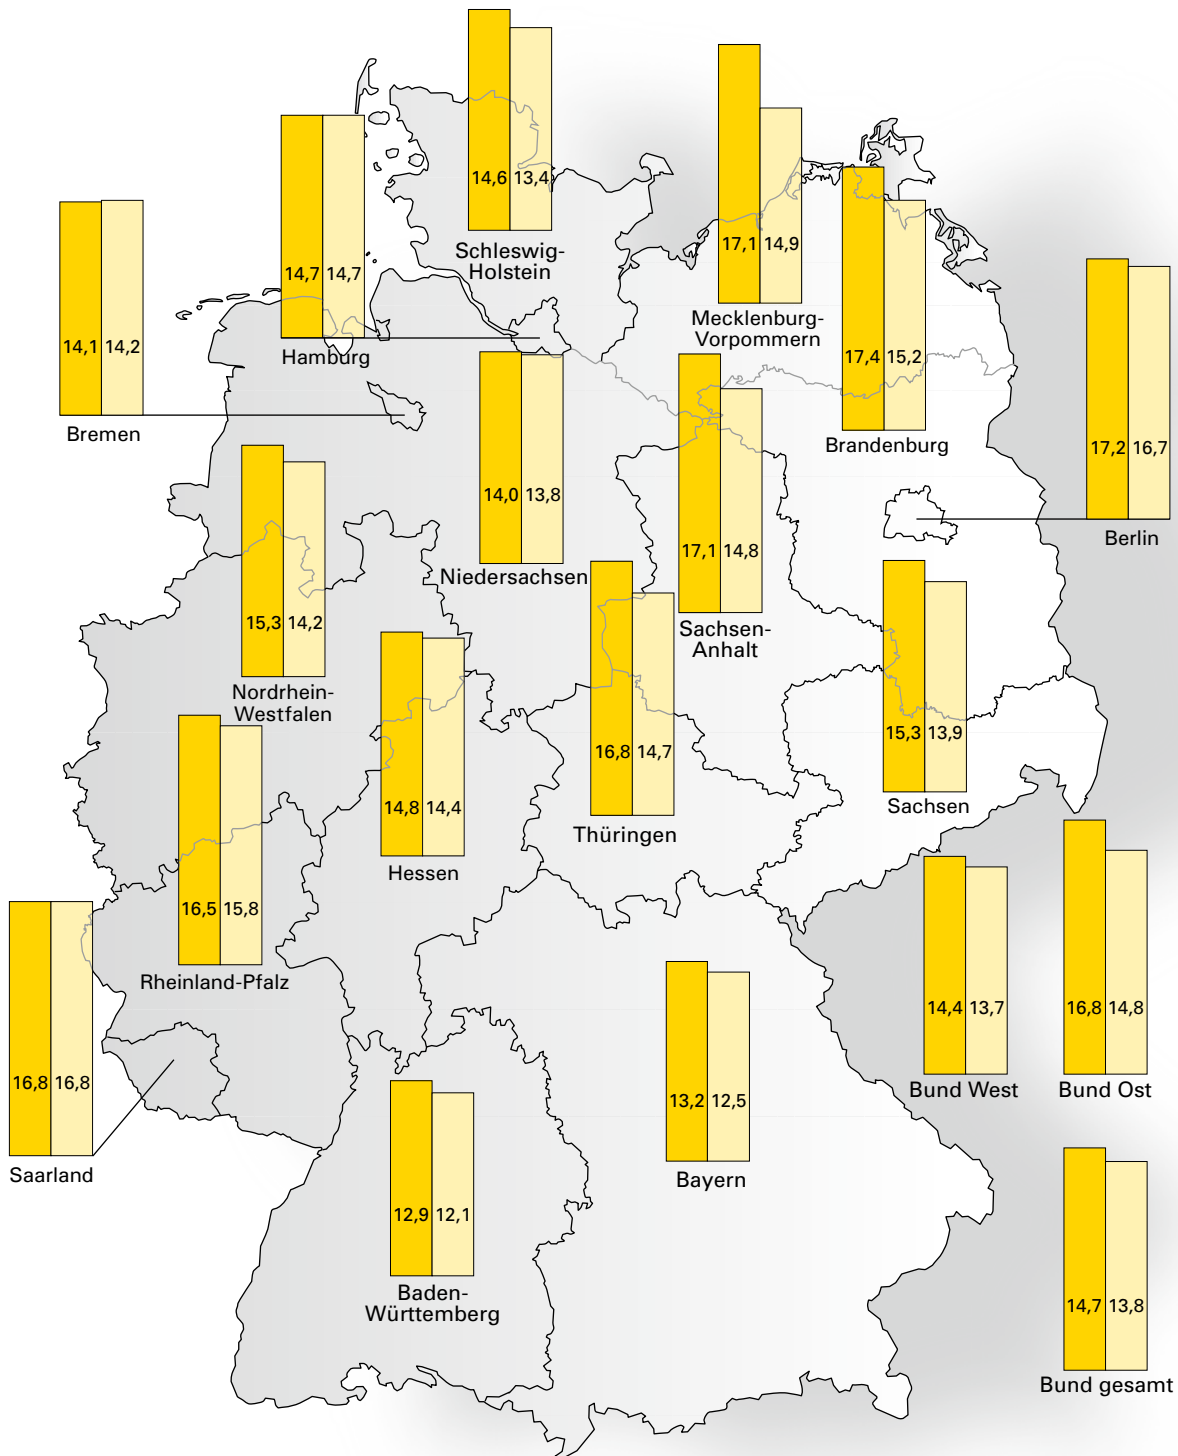 14,6 13,4
Schleswig-
Holstein
17,1 14,9
Mecklenburg-
Vorpommern
14,7 14,7
Hamburg
14,1 14,2
Bremen
17,4 15,2
Brandenburg
17,2 16,7
Berlin
14,0 13,8
Niedersachsen
17,1 14,8
Sachsen-
Anhalt
15,3 14,2
Nordrhein-
Westfalen
14,8 14,4
Hessen
16,8 14,7
Thüringen
15,3 13,9
Sachsen
16,5 15,8
Rheinland-Pfalz
16,8 16,8
Saarland
14,4 13,7
Bund West
16,8 14,8
Bund Ost
13,2 12,5
Bayern
12,9 12,1
Baden-
Württemberg
14,7 13,8
Bund gesamt